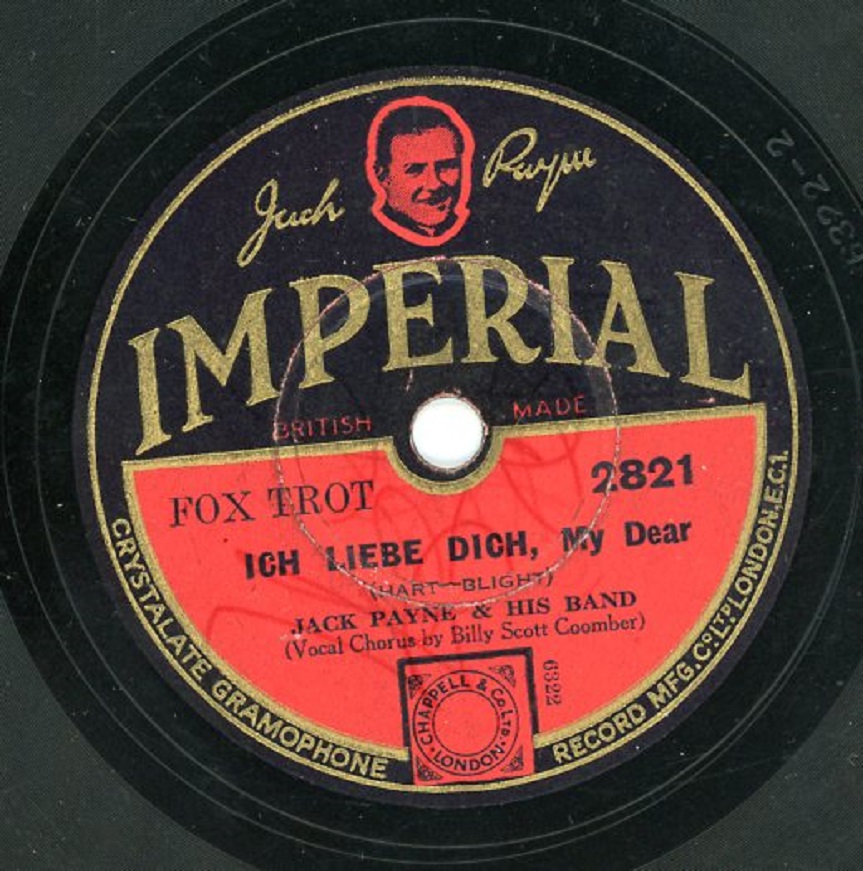 Jack Payne
IMPERIAL
BRITISH MADE
FOX TROT
2821
ICH LIEBE DICH, My Dear
(HART—BLIGHT)
JACK PAYNE & HIS BAND
(Vocal Chorus by Billy Scott Coomber)
6322
CHAPPELL & CO LTD
·LONDON·
CRYSTALATE GRAMOPHONE RECORD MFG. CO. LTD LONDON, E.C.1.
6322-2